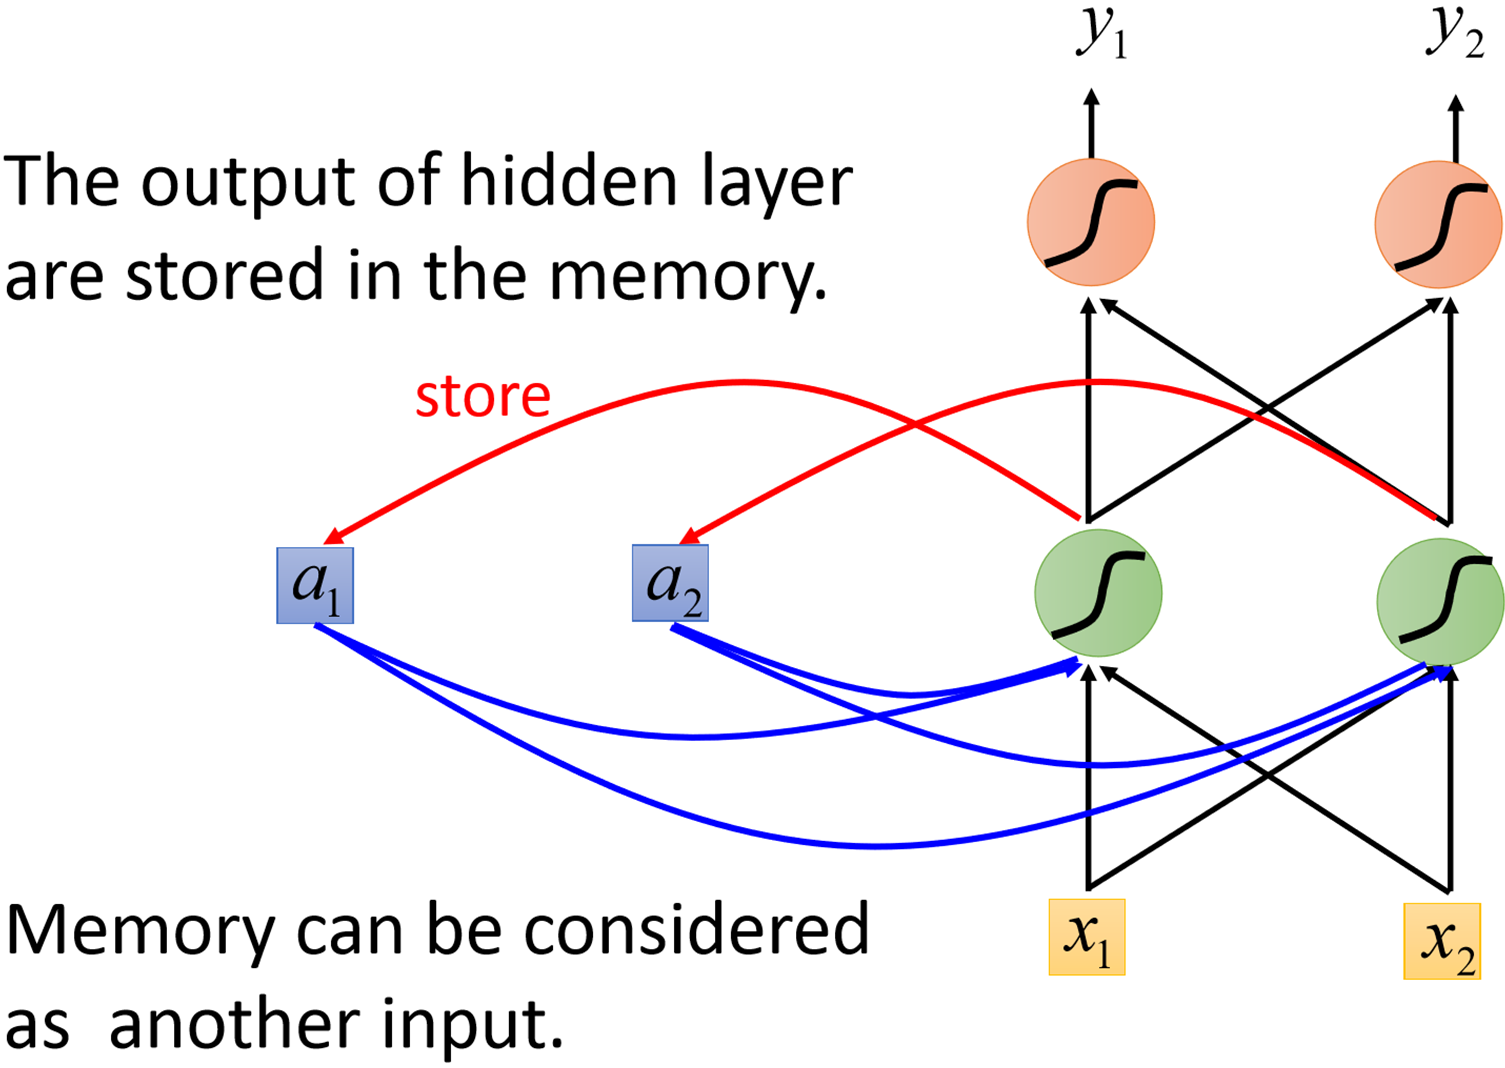 y₁ y₂
The output of hidden layer
are stored in the memory.
store
a₁ a₂
x₁ x₂
Memory can be considered
as another input.